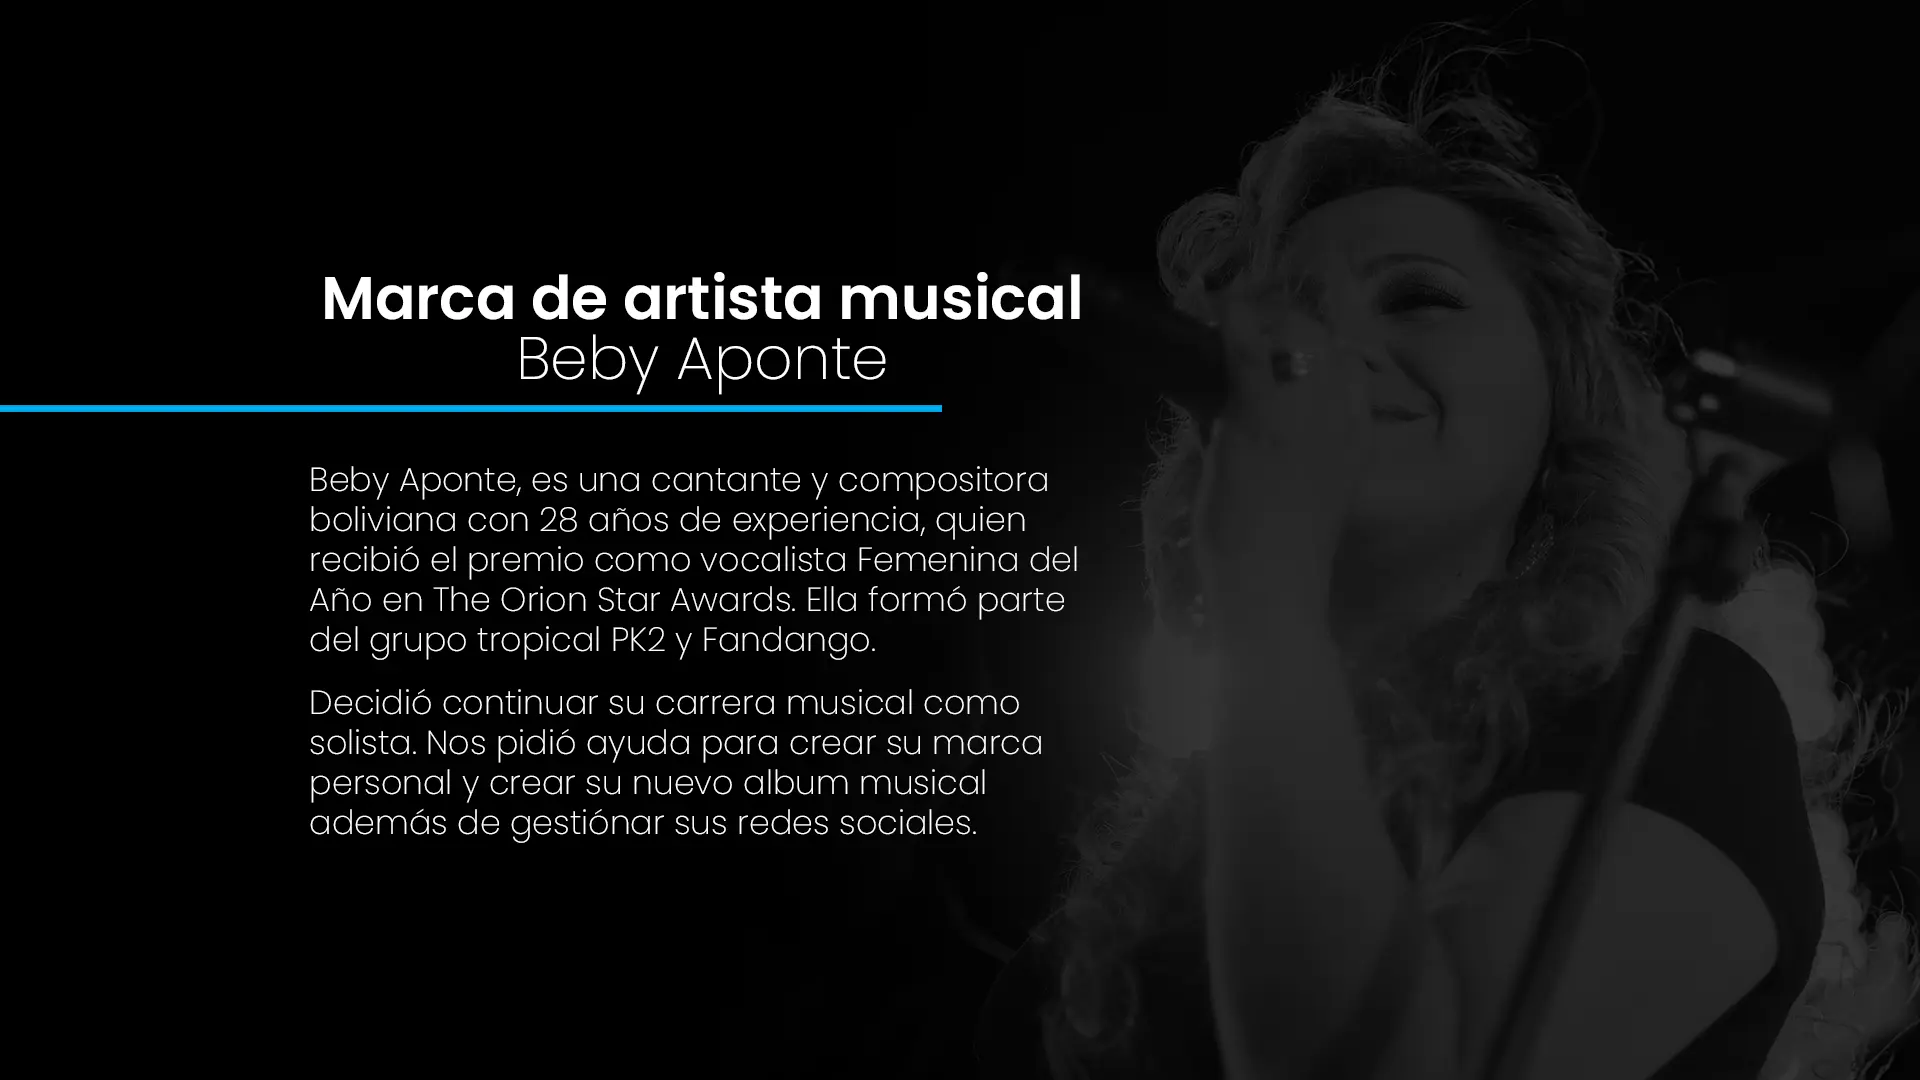 Marca de artista musical
Beby Aponte
Beby Aponte, es una cantante y compositora
boliviana con 28 años de experiencia, quien
recibió el premio como vocalista Femenina del
Año en The Orion Star Awards. Ella formó parte
del grupo tropical PK2 y Fandango.
Decidió continuar su carrera musical como
solista. Nos pidió ayuda para crear su marca
personal y crear su nuevo album musical
además de gestiónar sus redes sociales.